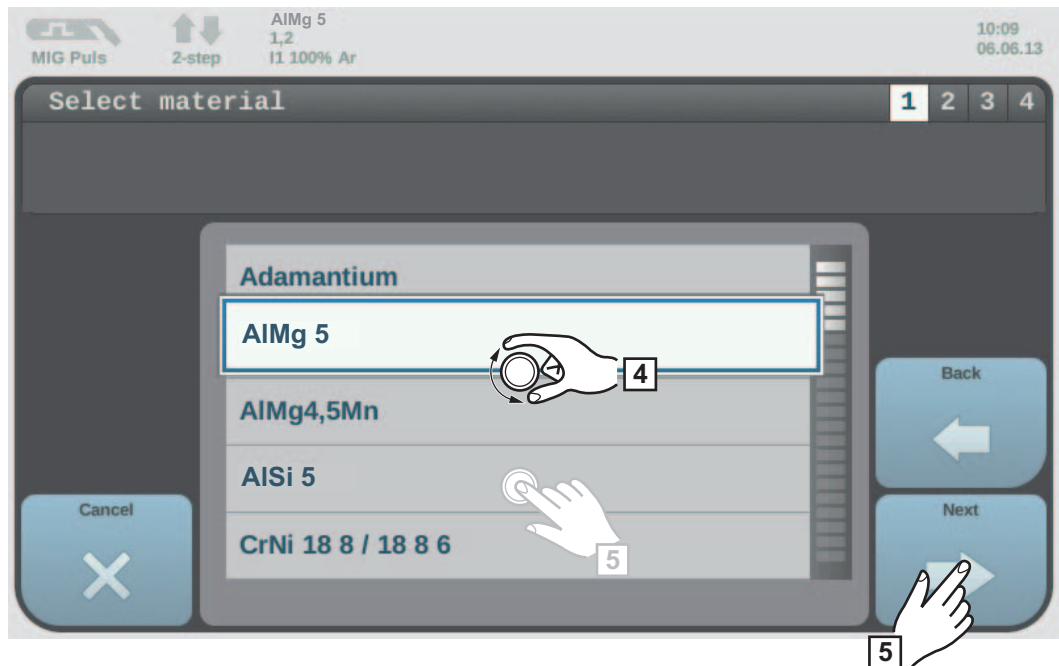 AlMg 5
1,2
I1 100% Ar
MIG Puls
2-step
10:09
06.06.13
Select material
1 2 3 4
Adamantium
AlMg 5
4
AlMg4,5Mn
AlSi 5
5
CrNi 18 8 / 18 8 6
Back
Cancel
Next
5